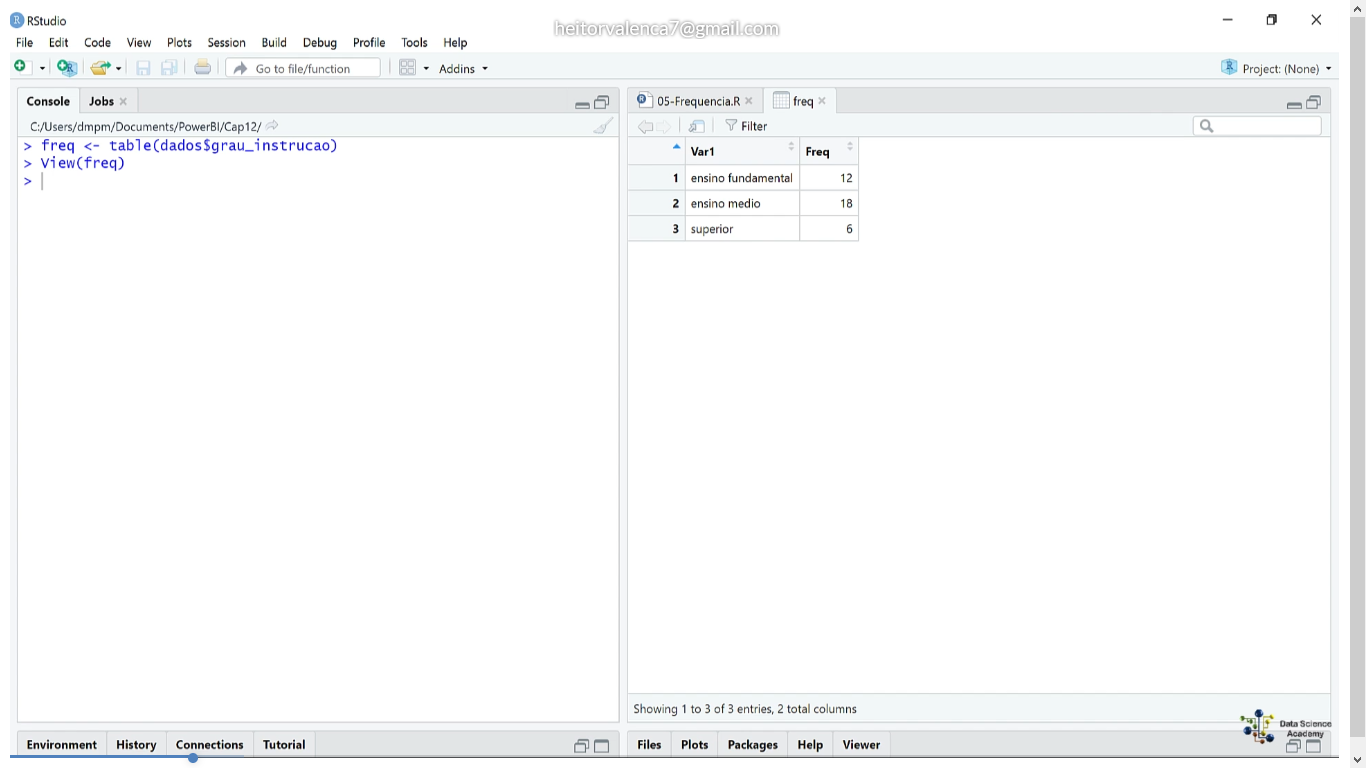 RStudio
heitorvalenca7@gmail.com
File Edit Code View Plots Session Build Debug Profile Tools Help
Go to file/function Addins Project: (None)
Console Jobs
C:/Users/dmpm/Documents/PowerBI/Cap12/
> freq <- table(dados$grau_instrucao)
> View(freq)
>
05-Frequencia.R freq
Filter
Var1 Freq
1 ensino fundamental 12
2 ensino medio 18
3 superior 6
Showing 1 to 3 of 3 entries, 2 total columns
Data Science
Academy
Environment History Connections Tutorial
Files Plots Packages Help Viewer